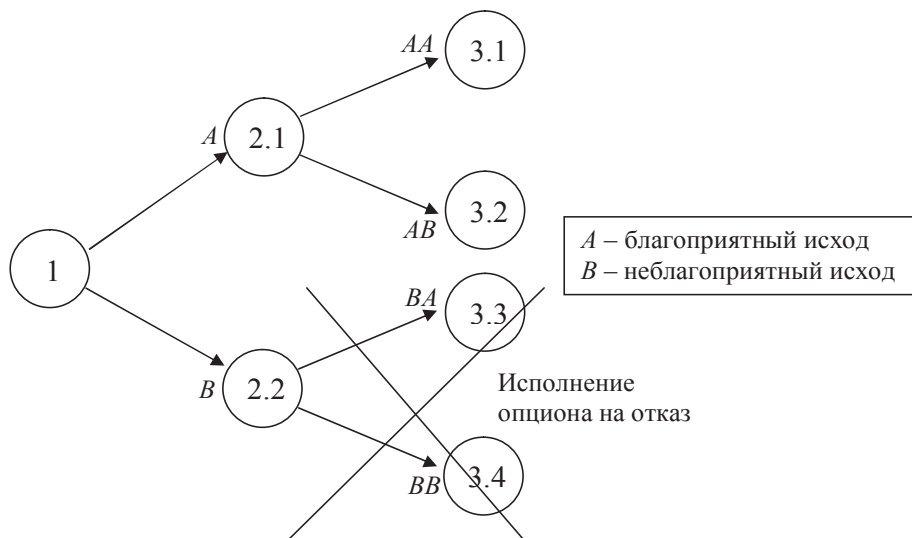 AA
3.1
A
2.1
3.2
AB
A – благоприятный исход
B – неблагоприятный исход
1
BA
3.3
B
2.2
Исполнение
опциона на отказ
BB
3.4